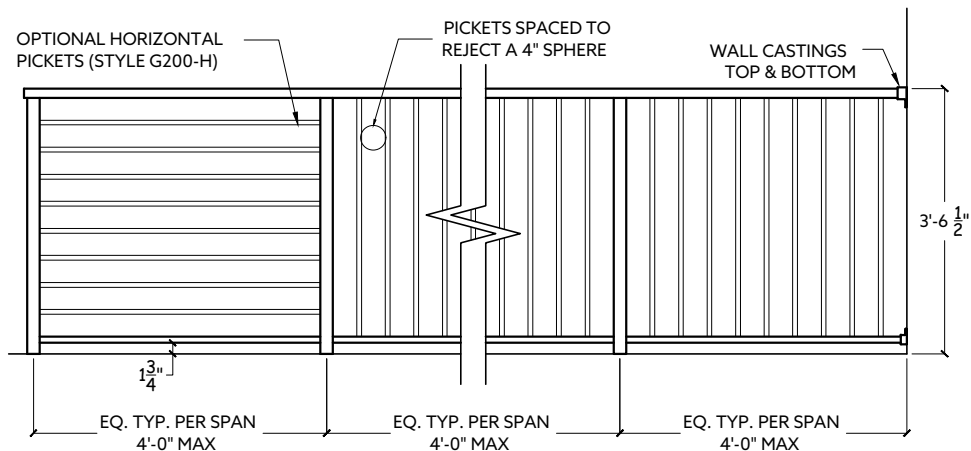 OPTIONAL HORIZONTAL
PICKETS (STYLE G200-H)
PICKETS SPACED TO
REJECT A 4" SPHERE
WALL CASTINGS
TOP & BOTTOM
3'-6 1/2"
1 3/4"
EQ. TYP. PER SPAN
4'-0" MAX
EQ. TYP. PER SPAN
4'-0" MAX
EQ. TYP. PER SPAN
4'-0" MAX